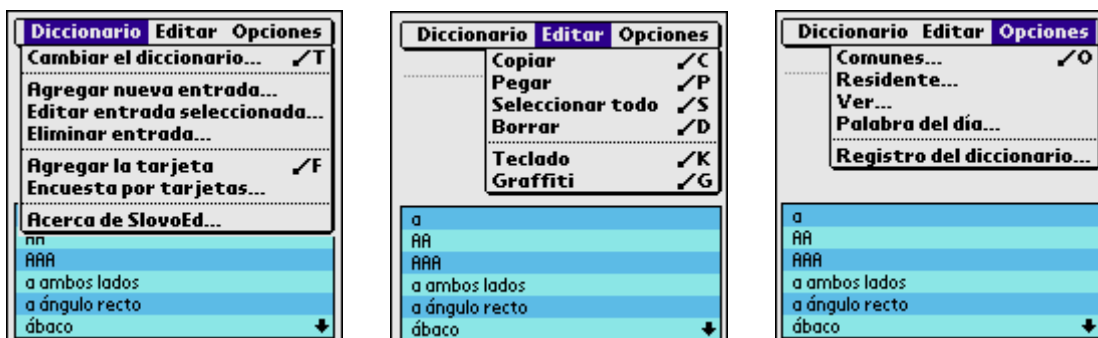 Diccionario Editar Opciones
Cambiar el diccionario... /T
Agregar nueva entrada...
Editar entrada seleccionada...
Eliminar entrada...
Agregar la tarjeta /F
Encuesta por tarjetas...
Acerca de SlovoEd...
AAA
a ambos lados
a ángulo recto
ábaco
Diccionario Editar Opciones
Copiar /C
Pegar /P
Seleccionar todo /S
Borrar /D
Teclado /K
Graffiti /G
a
AA
AAA
a ambos lados
a ángulo recto
ábaco
Diccionario Editar Opciones
Comunes... /O
Residente...
Ver...
Palabra del día...
Registro del diccionario...
a
AA
AAA
a ambos lados
a ángulo recto
ábaco